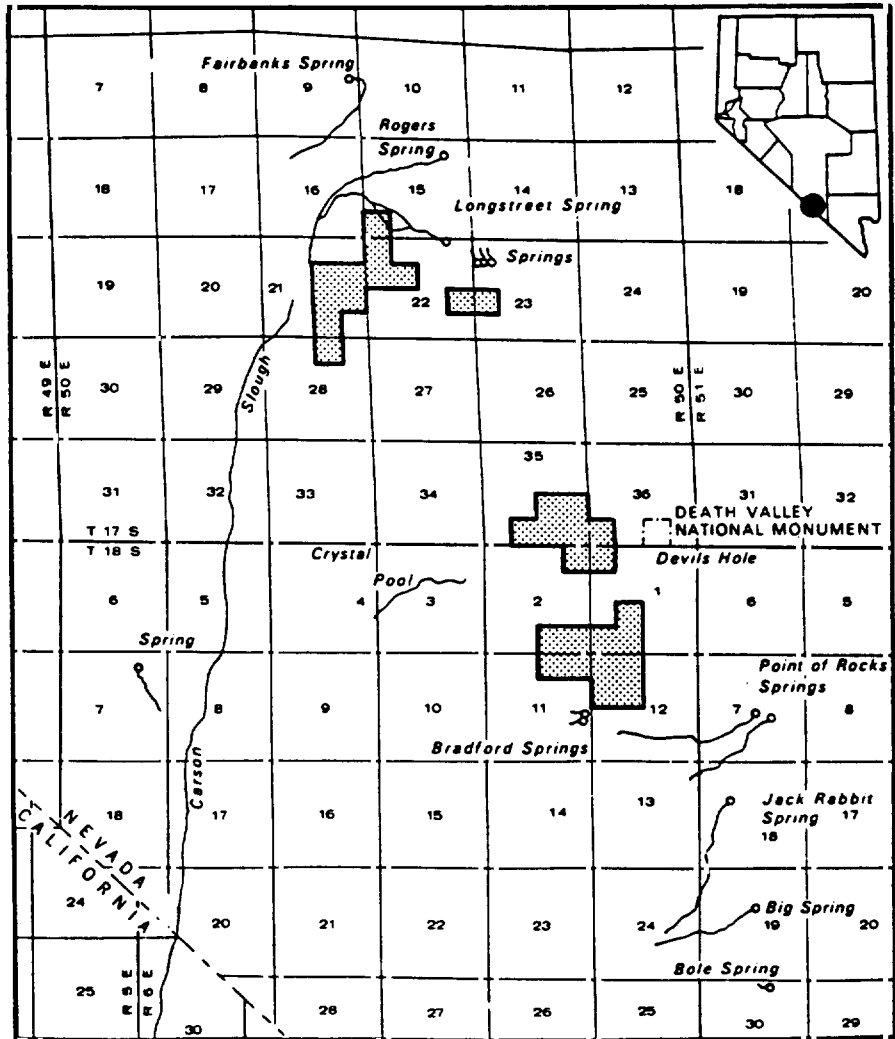 Fairbanks Spring
7 8 9 10 11 12
Rogers
Spring
18 17 16 15 14 13 18
Longstreet Spring
Springs
19 20 21 22 23 24 19 20
R 49 E
R 50 E
30 29 28 27 26 25 30 29
Slough
R 50 E
R 51 E
35
31 32 33 34 36 31 32
DEATH VALLEY
NATIONAL MONUMENT
T 17 S
T 18 S
Crystal
Pool
Devils Hole
6 5 4 3 2 1 6 5
Spring
Point of Rocks
Springs
7 8 9 10 11 12 7 8
Bradford Springs
Carson
18 17 16 15 14 13
Jack Rabbit
Spring 17
18
NEVADA
CALIFORNIA
24 20 21 22 23 24 19 20
Big Spring
Bole Spring
R 5 E
R 6 E
25 30 28 27 26 25 30 29